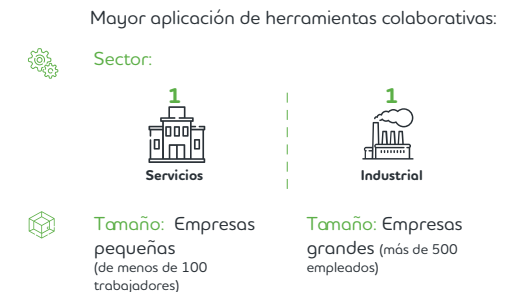 Mayor aplicación de herramientas colaborativas:
Sector:
1
Servicios
1
Industrial
Tamaño: Empresas
pequeñas
(de menos de 100
trabajadores)
Tamaño: Empresas
grandes (más de 500
empleados)